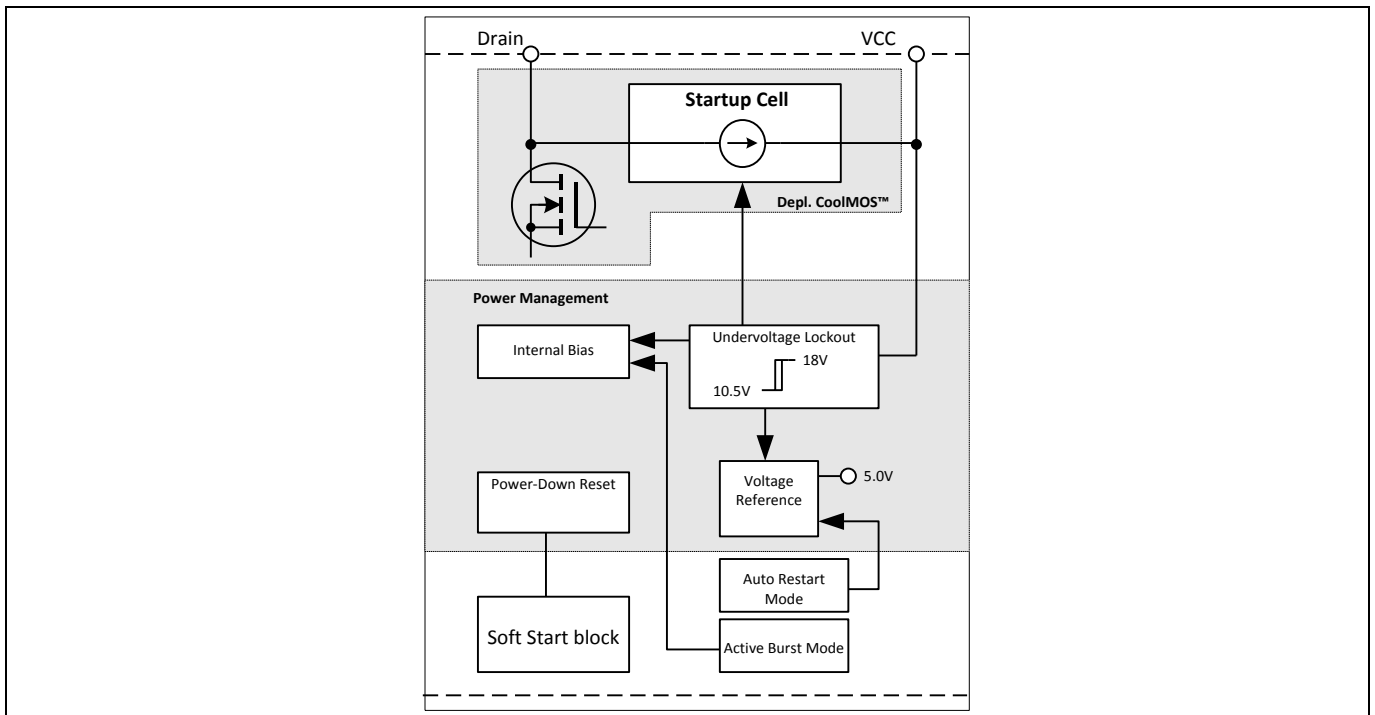 Drain
VCC
Startup Cell
Depl. CoolMOS™
Power Management
Internal Bias
Undervoltage Lockout
18V
10.5V
Power-Down Reset
Voltage
Reference
5.0V
Auto Restart
Mode
Soft Start block
Active Burst Mode